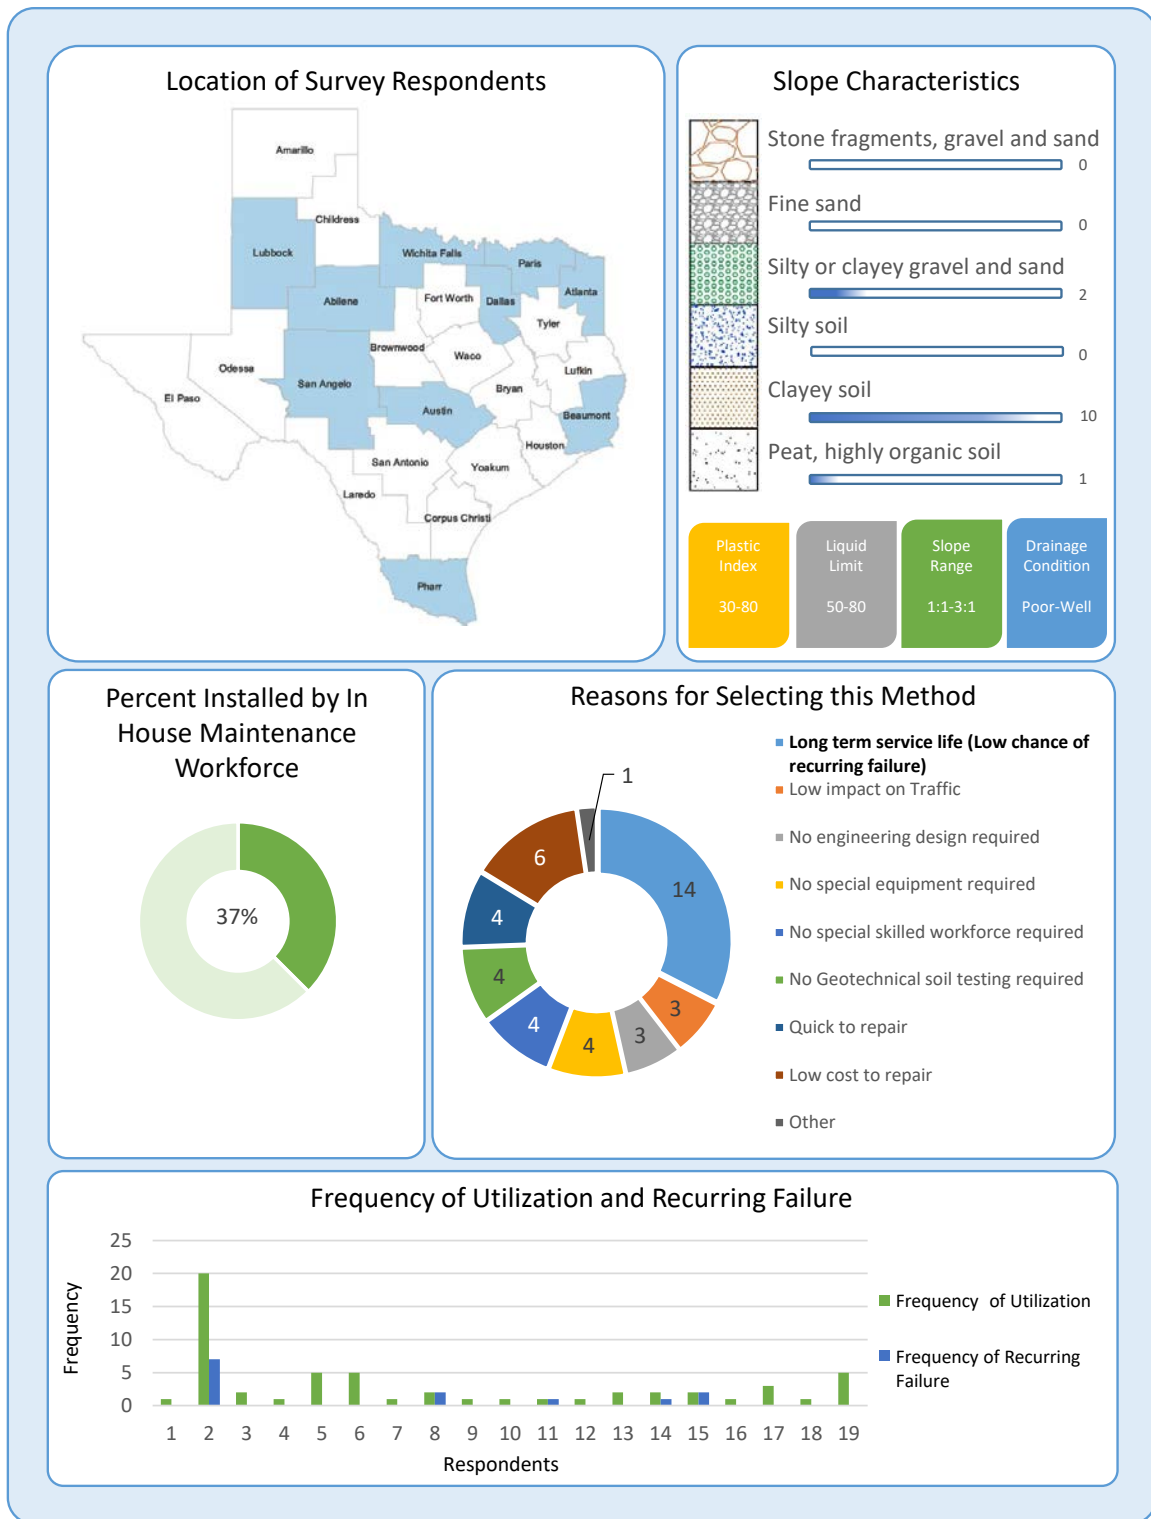 Location of Survey Respondents
Amarillo
Childress
Lubbock
Wichita Falls
Paris
Atlanta
Abilene
Fort Worth
Dallas
Tyler
Brownwood
Waco
Lufkin
Odessa
San Angelo
Bryan
El Paso
Austin
Beaumont
Houston
San Antonio
Yoakum
Laredo
Corpus Christi
Pharr
Slope Characteristics
Stone fragments, gravel and sand
0
Fine sand
0
Silty or clayey gravel and sand
2
Silty soil
0
Clayey soil
10
Peat, highly organic soil
1
Plastic
Index
30-80
Liquid
Limit
50-80
Slope
Range
1:1-3:1
Drainage
Condition
Poor-Well
Percent Installed by In
House Maintenance
Workforce
37%
Reasons for Selecting this Method
1
14
3
3
4
4
4
4
6
Long term service life (Low chance of
recurring failure)
Low impact on Traffic
No engineering design required
No special equipment required
No special skilled workforce required
No Geotechnical soil testing required
Quick to repair
Low cost to repair
Other
Frequency of Utilization and Recurring Failure
Frequency
25
20
15
10
5
0
1 2 3 4 5 6 7 8 9 10 11 12 13 14 15 16 17 18 19
Respondents
Frequency of Utilization
Frequency of Recurring
Failure